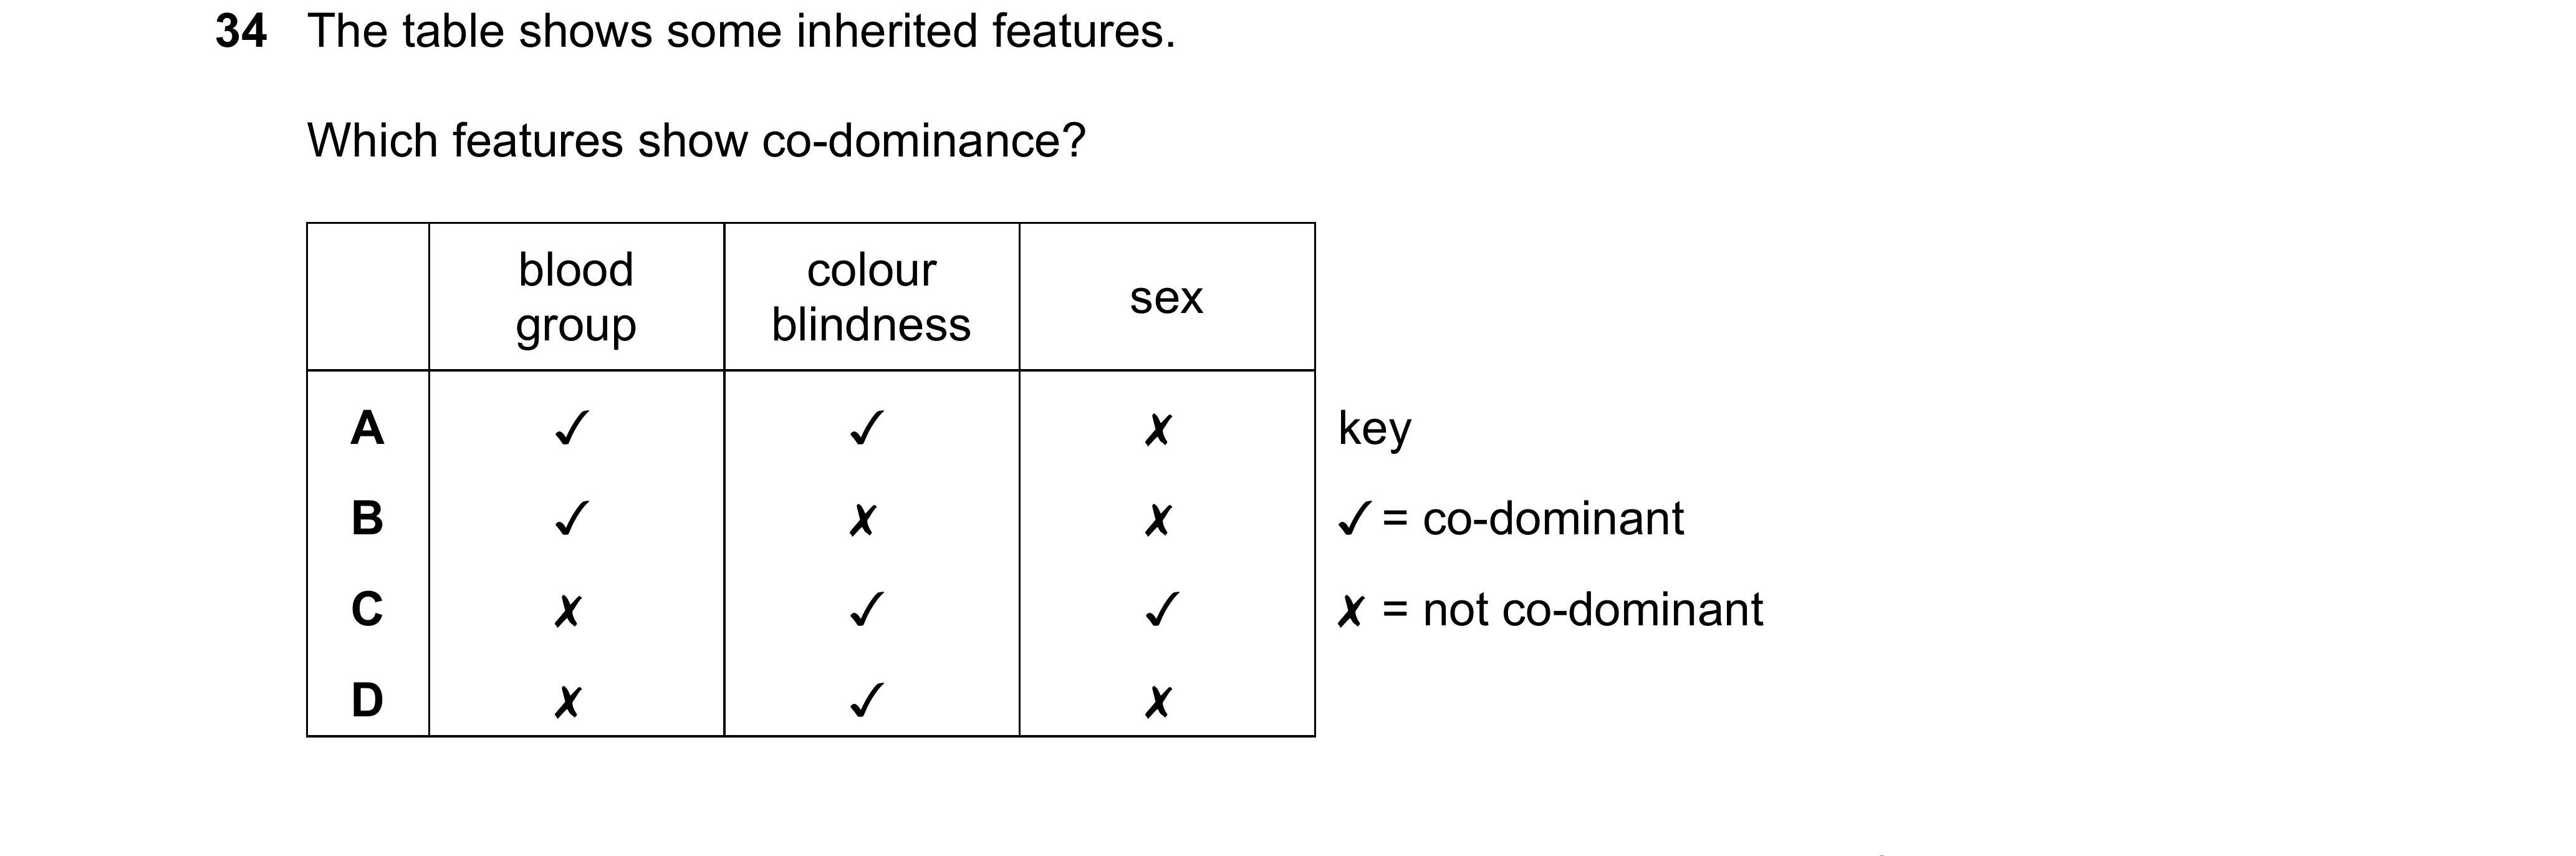 34 The table shows some inherited features.
Which features show co-dominance?
blood group colour blindness sex
A ✓ ✓ ✗ key
B ✓ ✗ ✗ ✓ = co-dominant
C ✗ ✓ ✓ ✗ = not co-dominant
D ✗ ✓ ✗